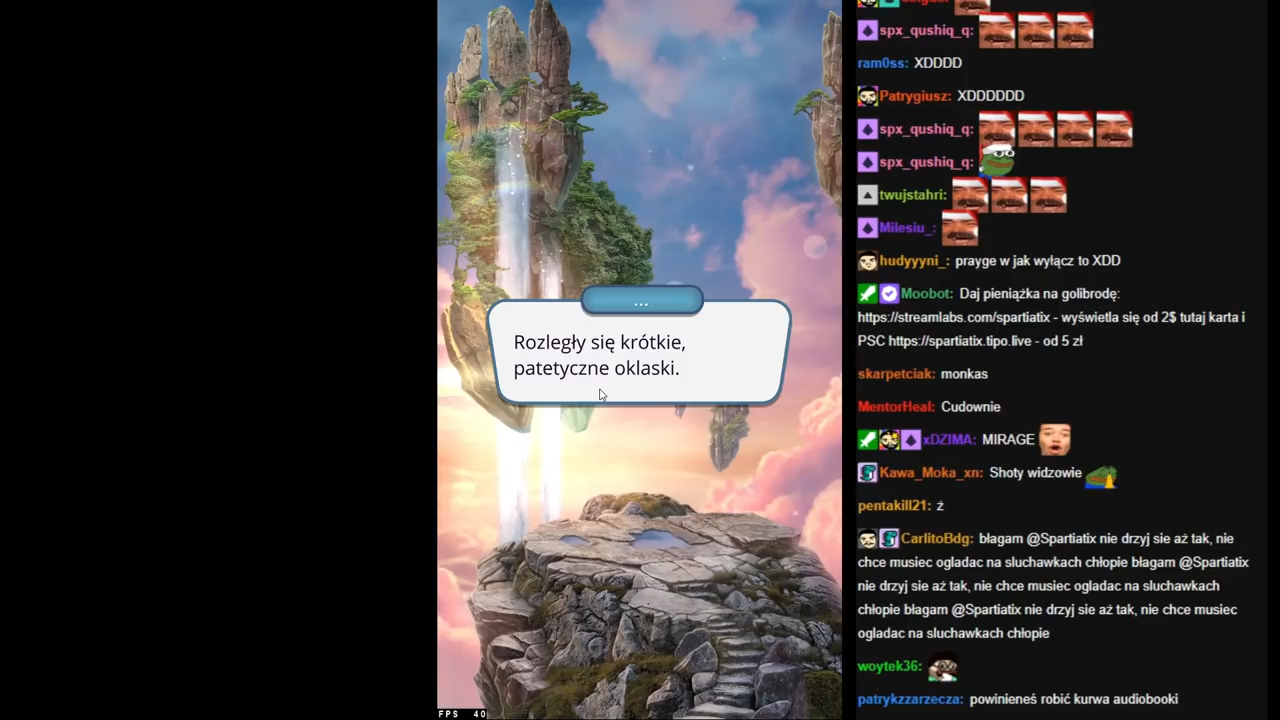 ...
Rozległy się krótkie,
patetyczne oklaski.
FPS 40
spx_qushiq_q:
ram0ss: XDDDD
Patrygiusz: XDDDDDD
spx_qushiq_q:
spx_qushiq_q:
twujstahri:
Milesiu_:
hudyyyni_: prayge w jak wyłącz to XDD
Moobot: Daj pieniążka na golibrodę:
https://streamlabs.com/spartiatix - wyświetla się od 2$ tutaj karta i
PSC https://spartiatix.tipo.live - od 5 zł
skarpetciak: monkas
MentorHeal: Cudownie
xDZIMA: MIRAGE
Kawa_Moka_xn: Shoty widzowie
pentakill21: ż
CarlitoBdg: błagam @Spartiatix nie drzyj sie aż tak, nie
chce musiec ogladac na sluchawkach chłopie błagam @Spartiatix
nie drzyj sie aż tak, nie chce musiec ogladac na sluchawkach
chłopie błagam @Spartiatix nie drzyj sie aż tak, nie chce musiec
ogladac na sluchawkach chłopie
woytek36:
patrykzzarzecza: powinieneś robić kurwa audiobooki